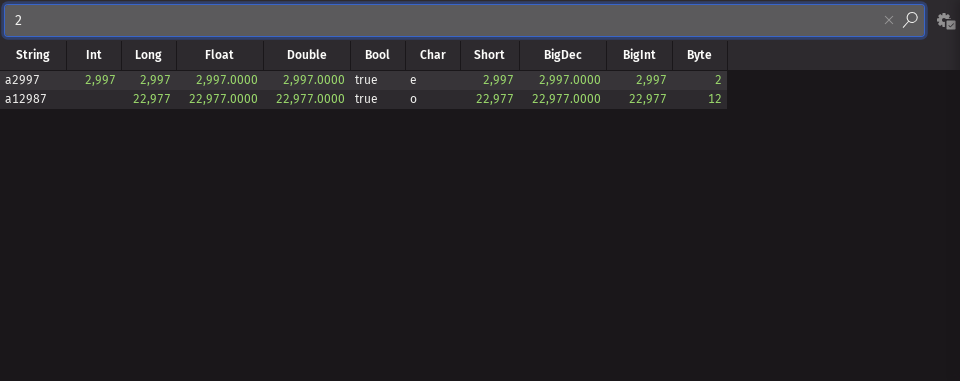 2
String Int Long Float Double Bool Char Short BigDec BigInt Byte
a2997 2,997 2,997 2,997.0000 2,997.0000 true e 2,997 2,997.0000 2,997 2
a12987 22,977 22,977.0000 22,977.0000 true o 22,977 22,977.0000 22,977 12